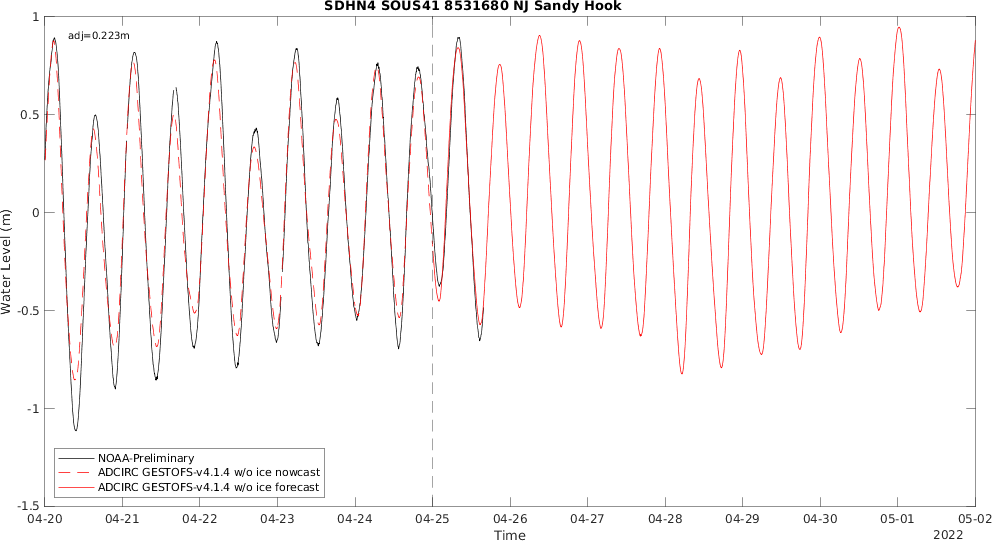 SDHN4 SOUS41 8531680 NJ Sandy Hook
adj=0.223m
1
0.5
0
-0.5
-1
-1.5
Water Level (m)
NOAA-Preliminary
ADCIRC GESTOFS-v4.1.4 w/o ice nowcast
ADCIRC GESTOFS-v4.1.4 w/o ice forecast
04-20 04-21 04-22 04-23 04-24 04-25 04-26 04-27 04-28 04-29 04-30 05-01 05-02
Time
2022